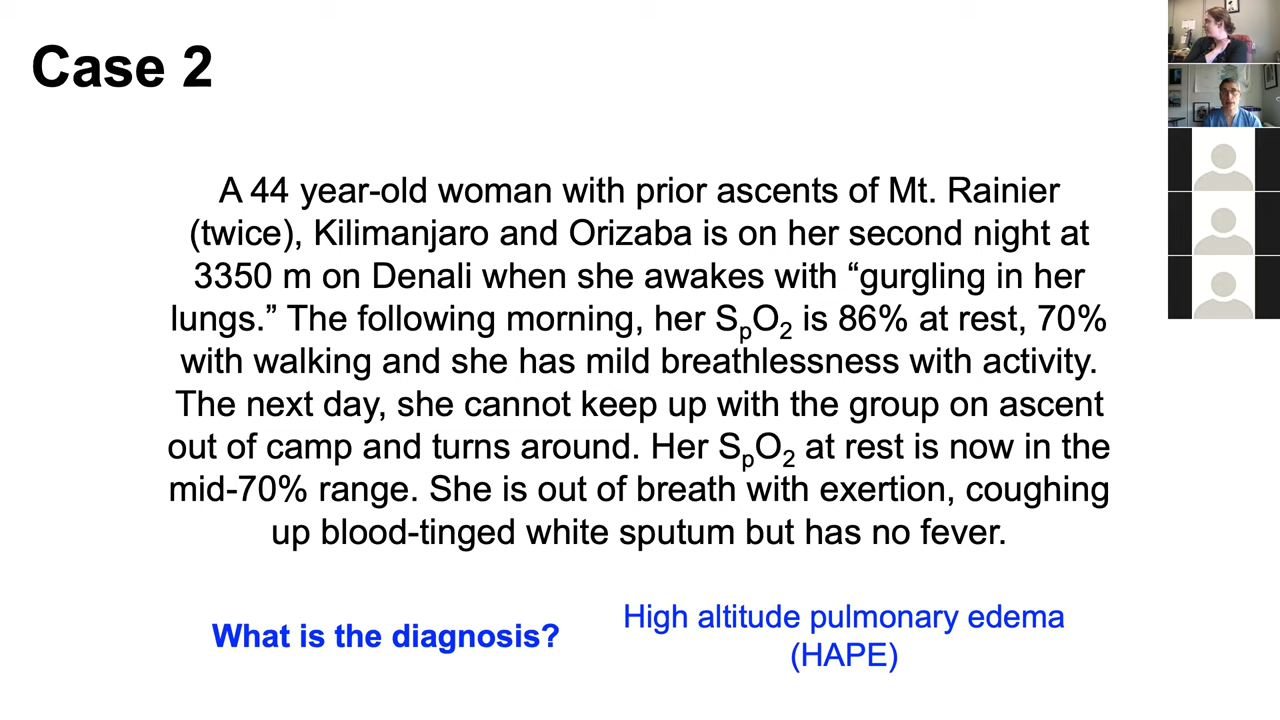 Case 2
A 44 year-old woman with prior ascents of Mt. Rainier
(twice), Kilimanjaro and Orizaba is on her second night at
3350 m on Denali when she awakes with “gurgling in her
lungs.” The following morning, her SpO2 is 86% at rest, 70%
with walking and she has mild breathlessness with activity.
The next day, she cannot keep up with the group on ascent
out of camp and turns around. Her SpO2 at rest is now in the
mid-70% range. She is out of breath with exertion, coughing
up blood-tinged white sputum but has no fever.
What is the diagnosis?
High altitude pulmonary edema
(HAPE)